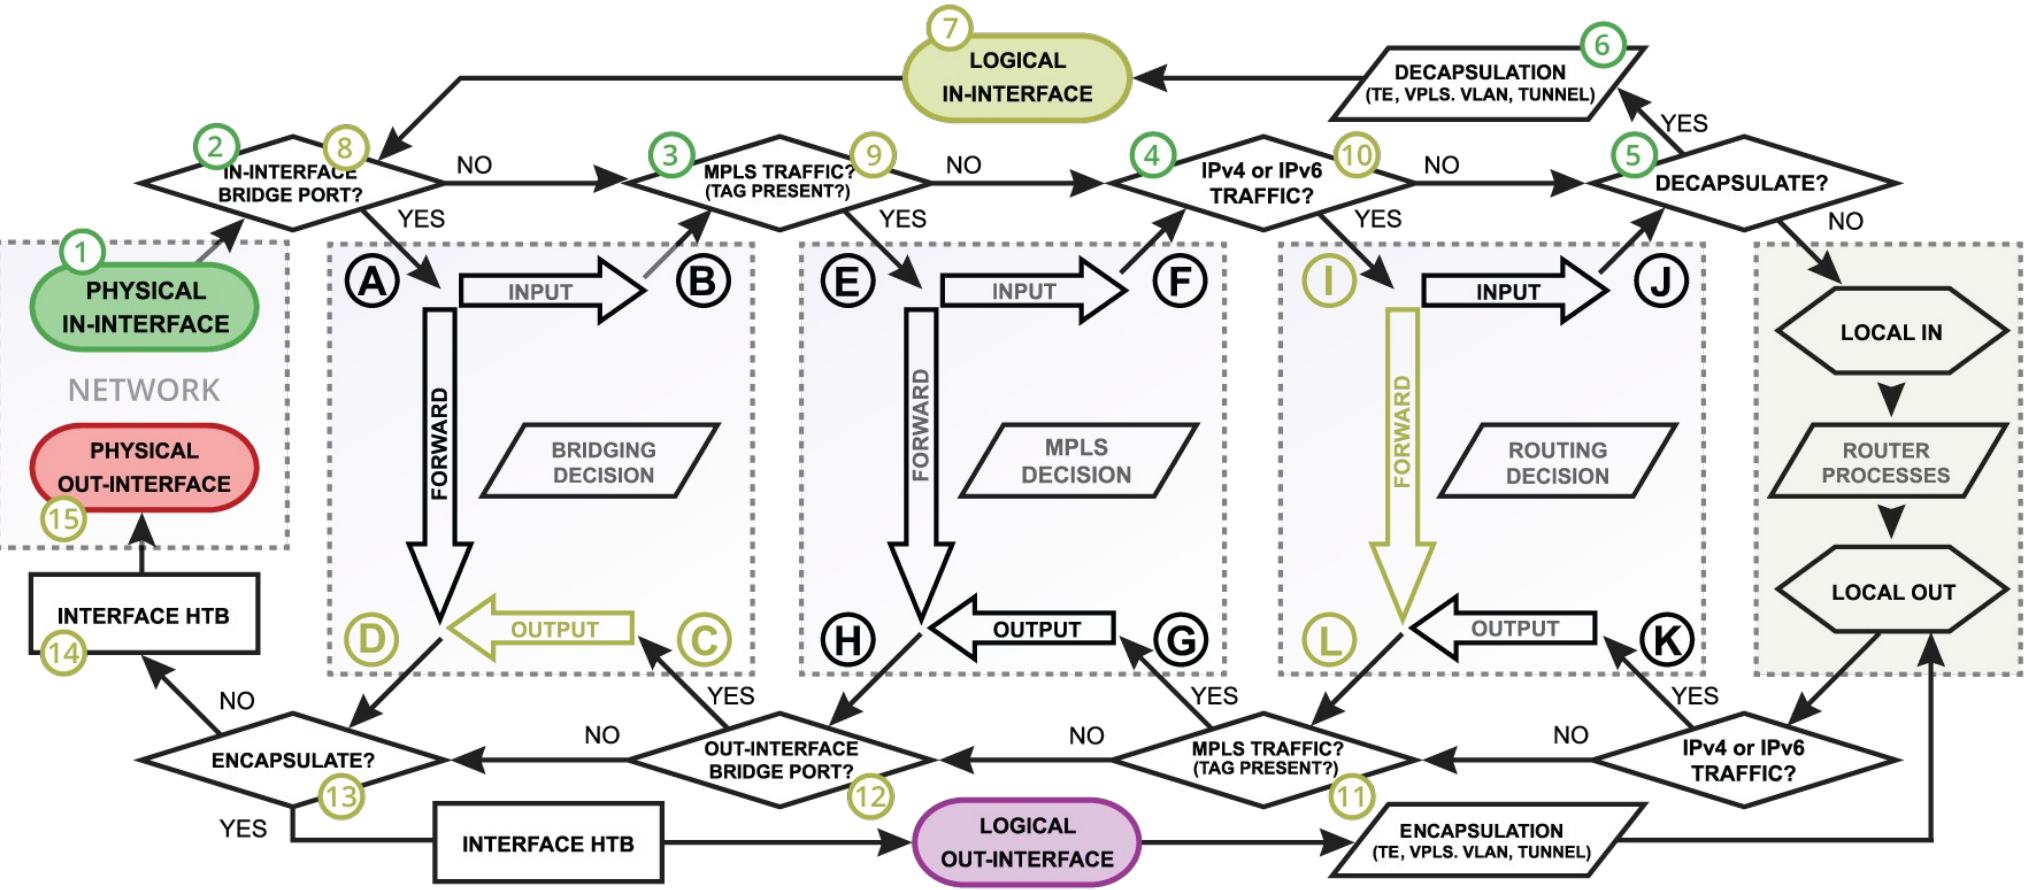 7
LOGICAL
IN-INTERFACE
6
DECAPSULATION
(TE, VPLS. VLAN, TUNNEL)
YES
2
8
IN-INTERFACE
BRIDGE PORT?
NO
3
9
MPLS TRAFFIC?
(TAG PRESENT?)
NO
4
10
IPv4 or IPv6
TRAFFIC?
NO
5
DECAPSULATE?
YES
YES
YES
NO
1
PHYSICAL
IN-INTERFACE
NETWORK
PHYSICAL
OUT-INTERFACE
15
INTERFACE HTB
14
A
INPUT
B
FORWARD
BRIDGING
DECISION
D
OUTPUT
C
E
INPUT
F
FORWARD
MPLS
DECISION
H
OUTPUT
G
I
INPUT
J
FORWARD
ROUTING
DECISION
L
OUTPUT
K
LOCAL IN
ROUTER
PROCESSES
LOCAL OUT
NO
YES
YES
YES
ENCAPSULATE?
13
NO
OUT-INTERFACE
BRIDGE PORT?
12
NO
MPLS TRAFFIC?
(TAG PRESENT?)
11
NO
IPv4 or IPv6
TRAFFIC?
YES
INTERFACE HTB
LOGICAL
OUT-INTERFACE
ENCAPSULATION
(TE, VPLS. VLAN, TUNNEL)